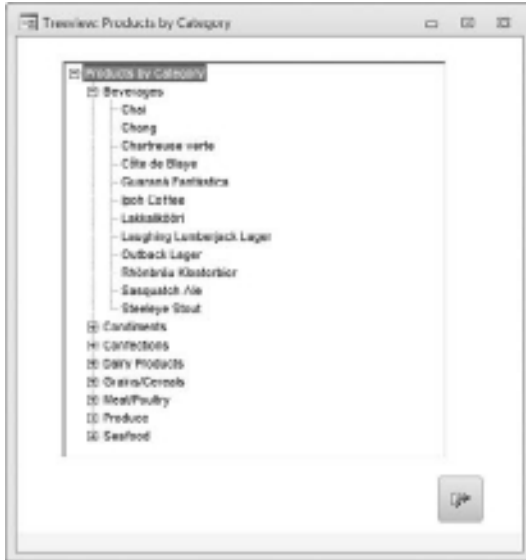 Treeview: Products by Category
Products by Category
Beverages
Chai
Chang
Chartreuse verte
Côte de Blaye
Guaraná Fantástica
Ipoh Coffee
Lakkalikööri
Laughing Lumberjack Lager
Outback Lager
Rhönbräu Klosterbier
Sasquatch Ale
Steeleye Stout
Condiments
Confections
Dairy Products
Grains/Cereals
Meat/Poultry
Produce
Seafood